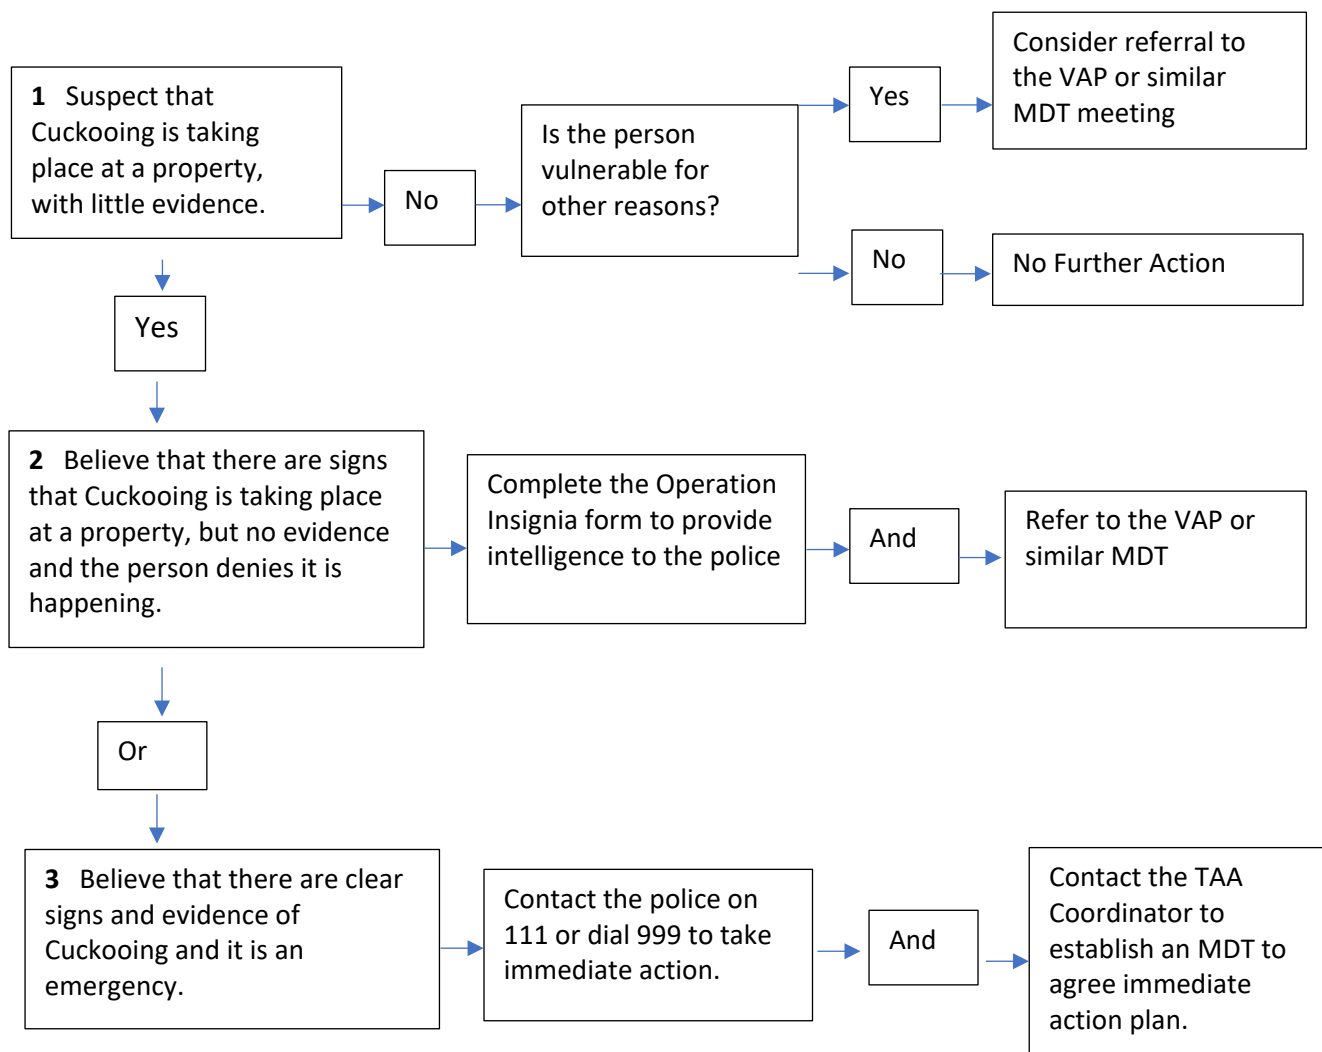 1 Suspect that
Cuckooing is taking
place at a property,
with little evidence.
No
Is the person
vulnerable for
other reasons?
Yes
Consider referral to
the VAP or similar
MDT meeting
No
No Further Action
Yes
2 Believe that there are signs
that Cuckooing is taking place
at a property, but no evidence
and the person denies it is
happening.
Complete the Operation
Insignia form to provide
intelligence to the police
And
Refer to the VAP or
similar MDT
Or
3 Believe that there are clear
signs and evidence of
Cuckooing and it is an
emergency.
Contact the police on
111 or dial 999 to take
immediate action.
And
Contact the TAA
Coordinator to
establish an MDT to
agree immediate
action plan.